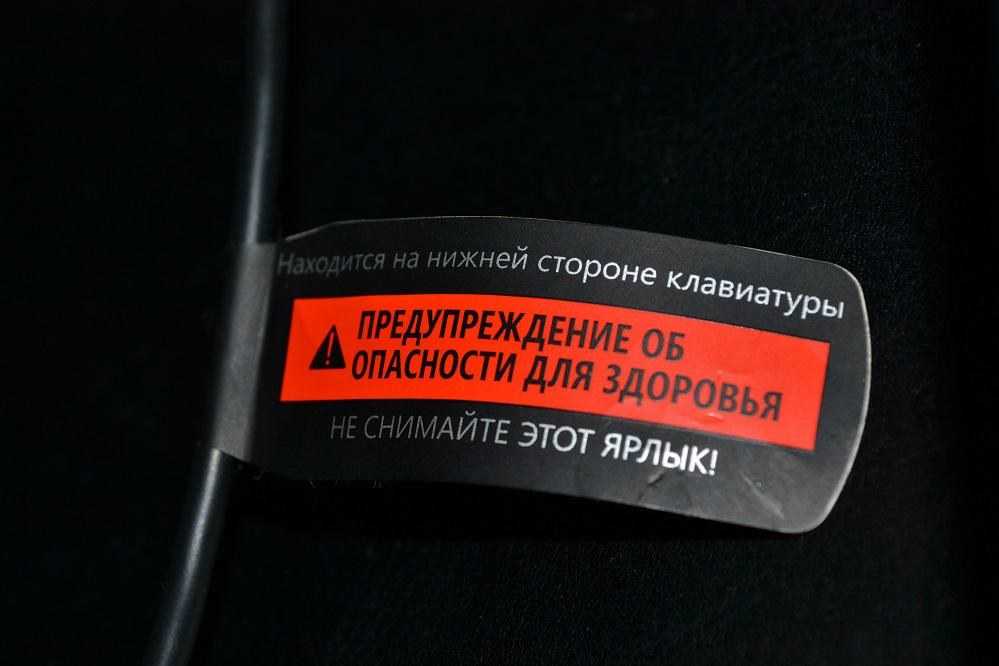 Находится на нижней стороне клавиатуры
ПРЕДУПРЕЖДЕНИЕ ОБ
ОПАСНОСТИ ДЛЯ ЗДОРОВЬЯ
НЕ СНИМАЙТЕ ЭТОТ ЯРЛЫК!